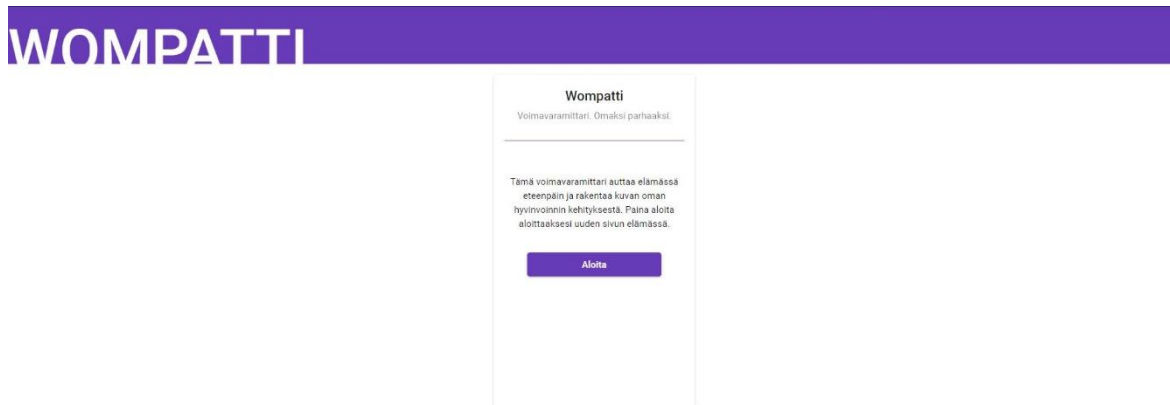 WOMPATTI
Wompatti
Voimavaramittari. Omaksi parhaaksi.
Tämä voimavaramittari auttaa elämässä
eteenpäin ja rakentaa kuvan oman
hyvinvoinnin kehityksestä. Paina aloita
aloittaaksesi uuden sivun elämässä.
Aloita